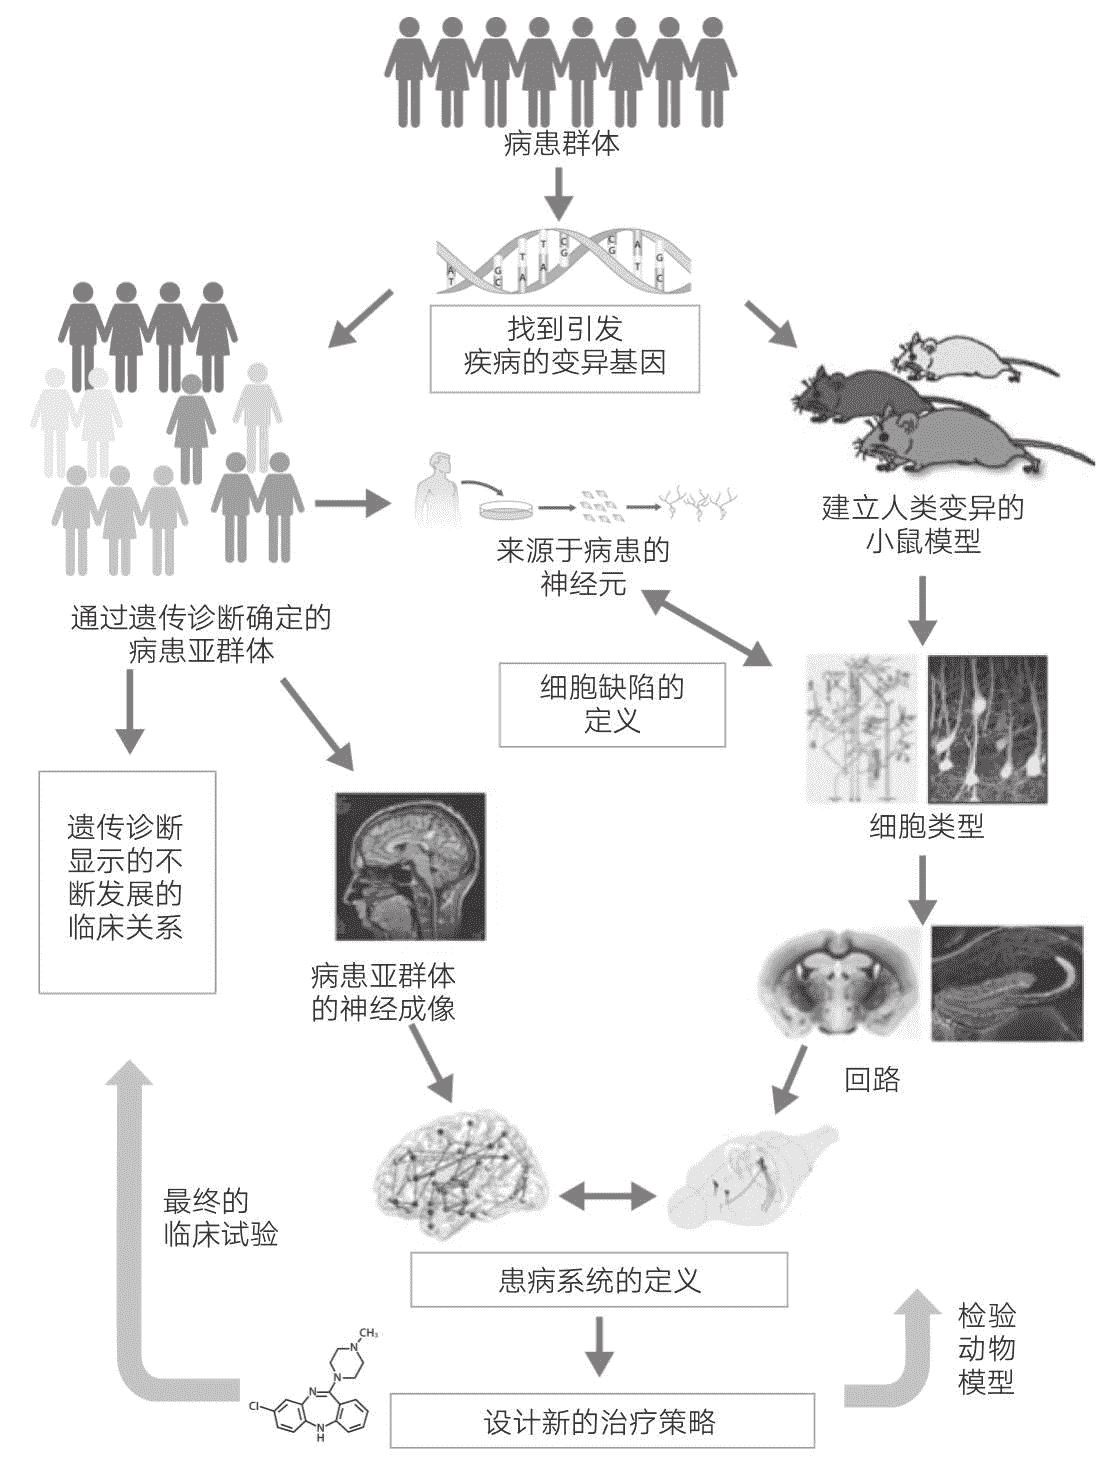 病患群体
A
T
G
C
T
A
T
A
C
G
C
G
A
T
G
C
找到引发
疾病的变异基因
建立人类变异的
小鼠模型
来源于病患的
神经元
通过遗传诊断确定的
病患亚群体
细胞缺陷的
定义
细胞类型
遗传诊断
显示的不
断发展的
临床关系
病患亚群体
的神经成像
回路
最终的
临床试验
患病系统的定义
检验
动物
模型
CH₃
N
N
N
Cl
N
H
设计新的治疗策略